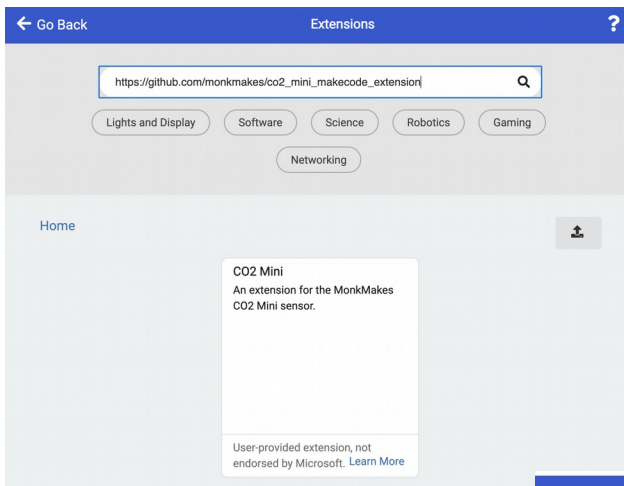 Go Back
Extensions
?
https://github.com/monkmakes/co2_mini_makecode_extension
Lights and Display
Software
Science
Robotics
Gaming
Networking
Home
CO2 Mini
An extension for the MonkMakes
CO2 Mini sensor.
User-provided extension, not
endorsed by Microsoft. Learn More